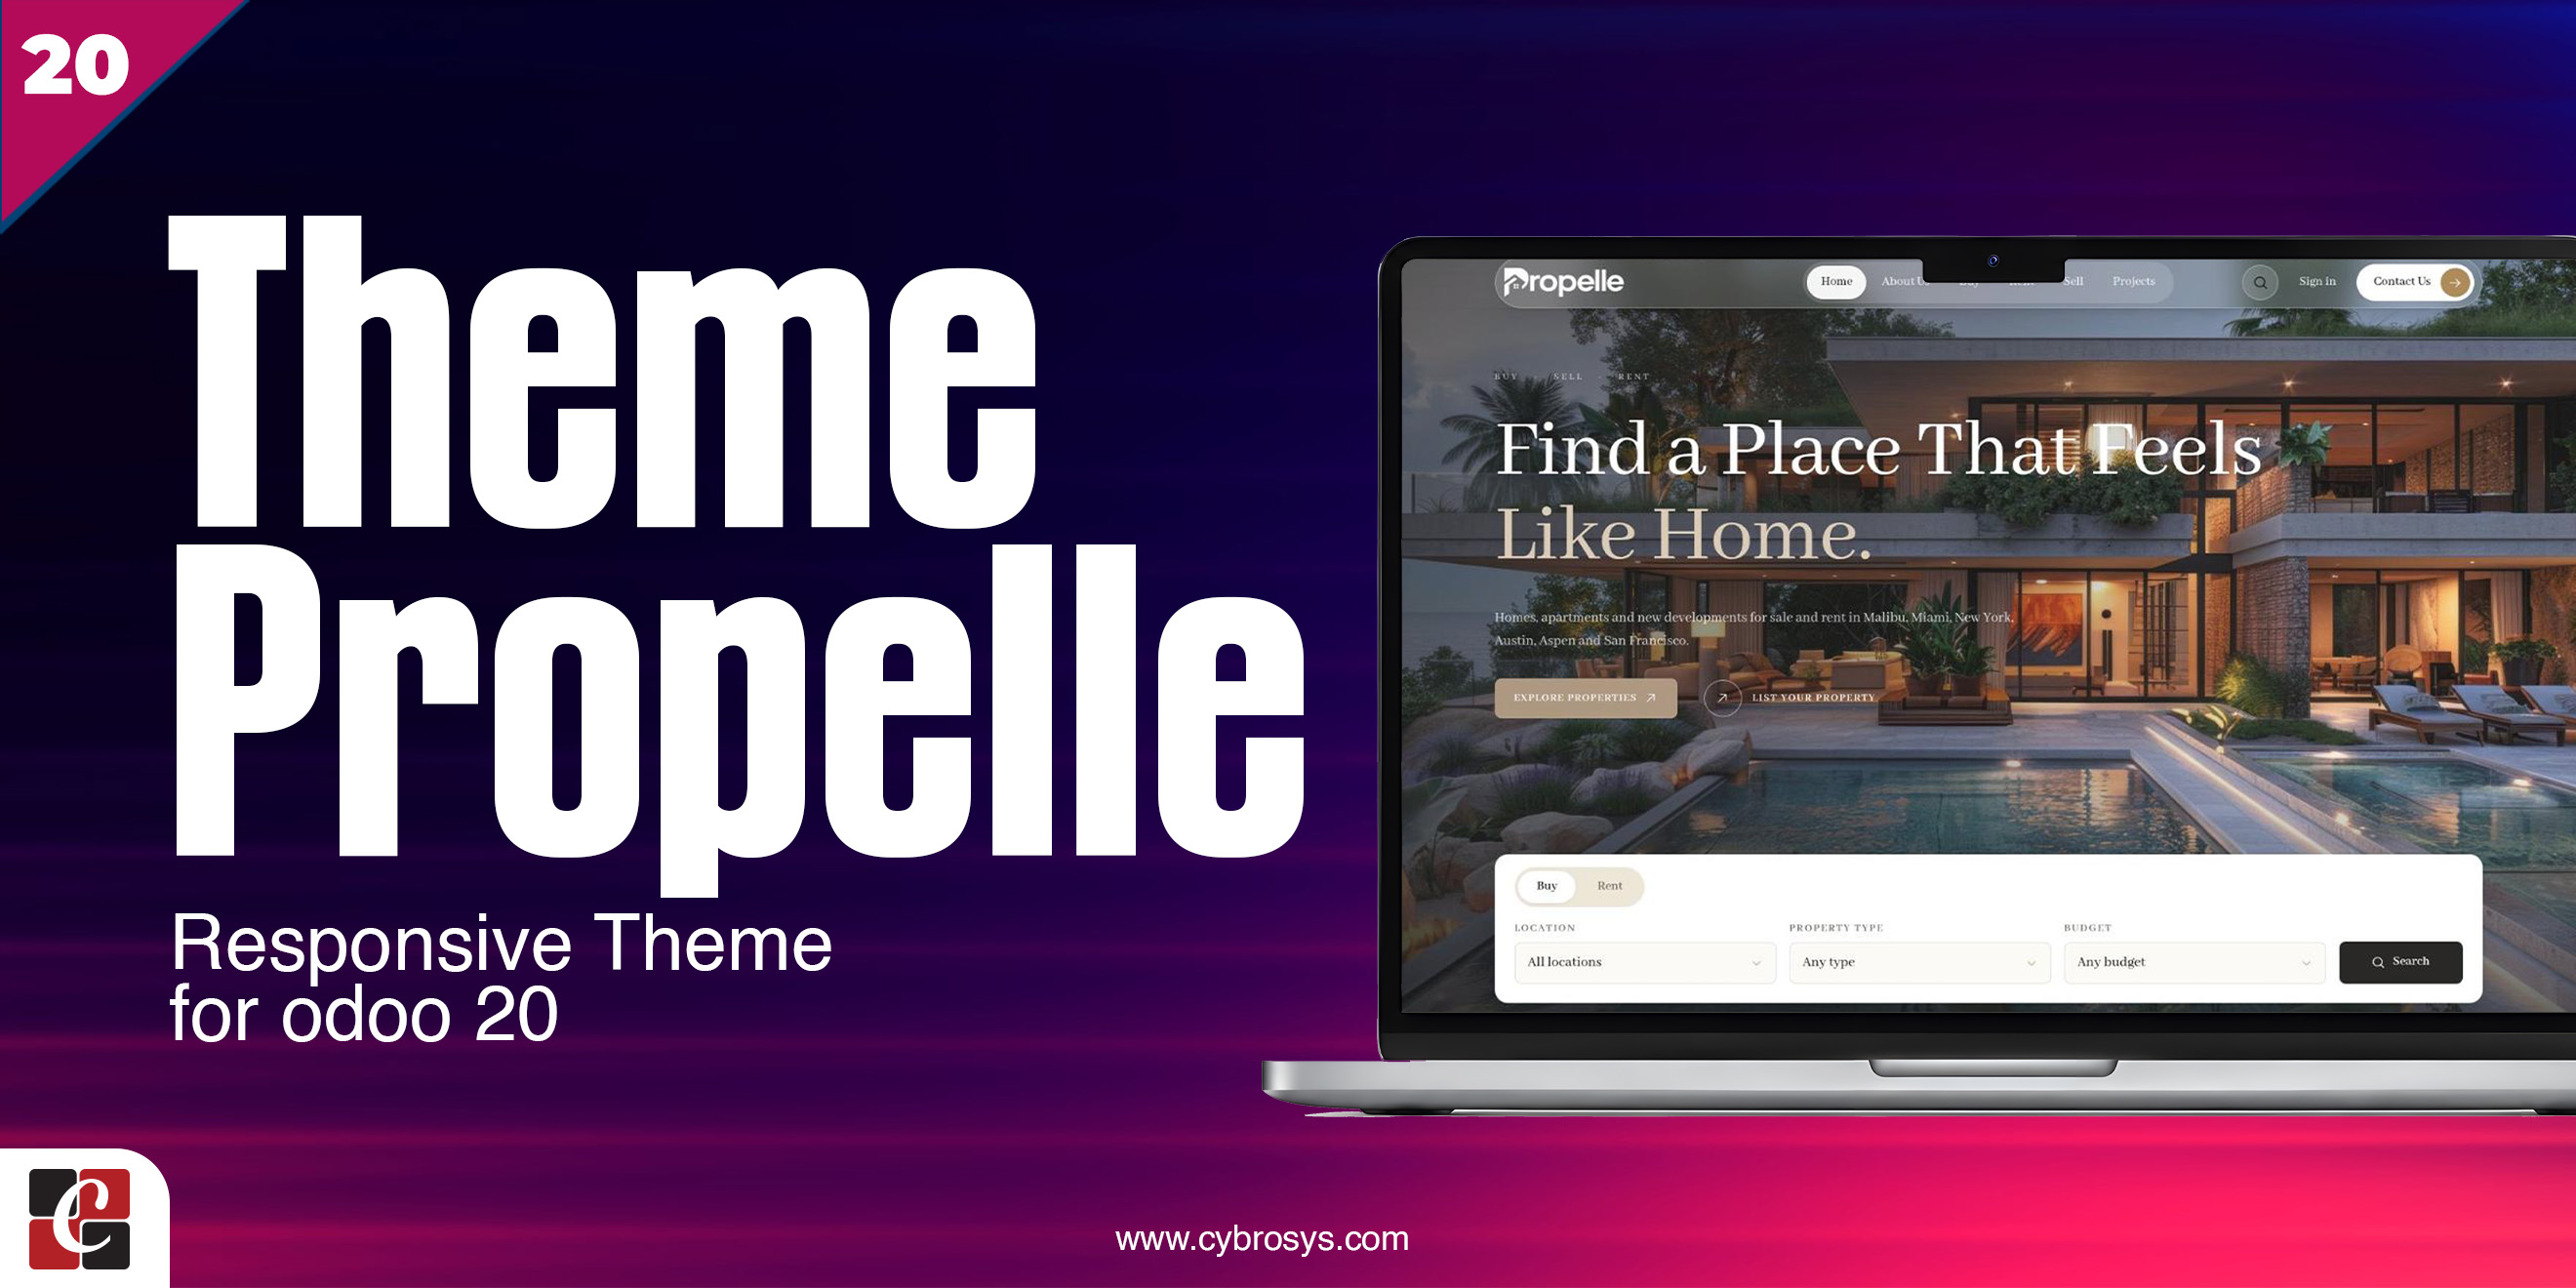 20
Theme
Propelle
Responsive Theme
for odoo 20
Propelle
Home About Sell Projects Sign in Contact Us
BUY SELL RENT
Find a Place That Feels
Like Home.
Homes, apartments and new developments for sale and rent in Malibu, Miami, New York,
Austin, Aspen and San Francisco.
EXPLORE PROPERTIES LIST YOUR PROPERTY
Buy Rent
LOCATION PROPERTY TYPE BUDGET
All locations Any type Any budget Search
C
www.cybrosys.com